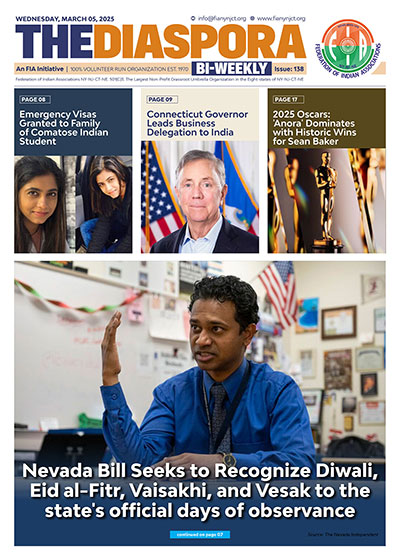 WEDNESDAY, MARCH 05, 2025
info@fianynjct.org www.fianynjct.org
THEDIASPORA
An FIA Initiative | 100% VOLUNTEER RUN ORGANIZATION EST. 1970
BI-WEEKLY
Issue: 138
FEDERATION OF INDIAN ASSOCIATIONS
FIA
Federation of Indian Associations NY-NJ-CT-NE. 501(C)3. The Largest Non-Profit Grassroot Umbrella Organization in the Eight states of NY-NJ-CT-NE
PAGE 08
Emergency Visas
Granted to Family
of Comatose Indian
Student
PAGE 09
Connecticut Governor
Leads Business
Delegation to India
PAGE 17
2025 Oscars:
'Anora' Dominates
with Historic Wins
for Sean Baker
Nevada Bill Seeks to Recognize Diwali,
Eid al-Fitr, Vaisakhi, and Vesak to the
state's official days of observance
continued on page 07
Source: The Nevada Independent